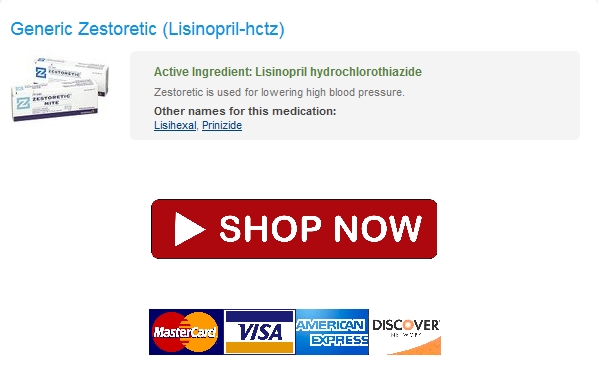 Generic Zestoretic (Lisinopril-hctz)
Active Ingredient: Lisinopril hydrochlorothiazide
Zestoretic is used for lowering high blood pressure.
Other names for this medication:
Lisihexal, Prinizide
ZESTORETIC
ZESTORETIC
MITE
SHOP NOW
MasterCard
VISA
AMERICAN
EXPRESS
DISCOVER
NETWORK